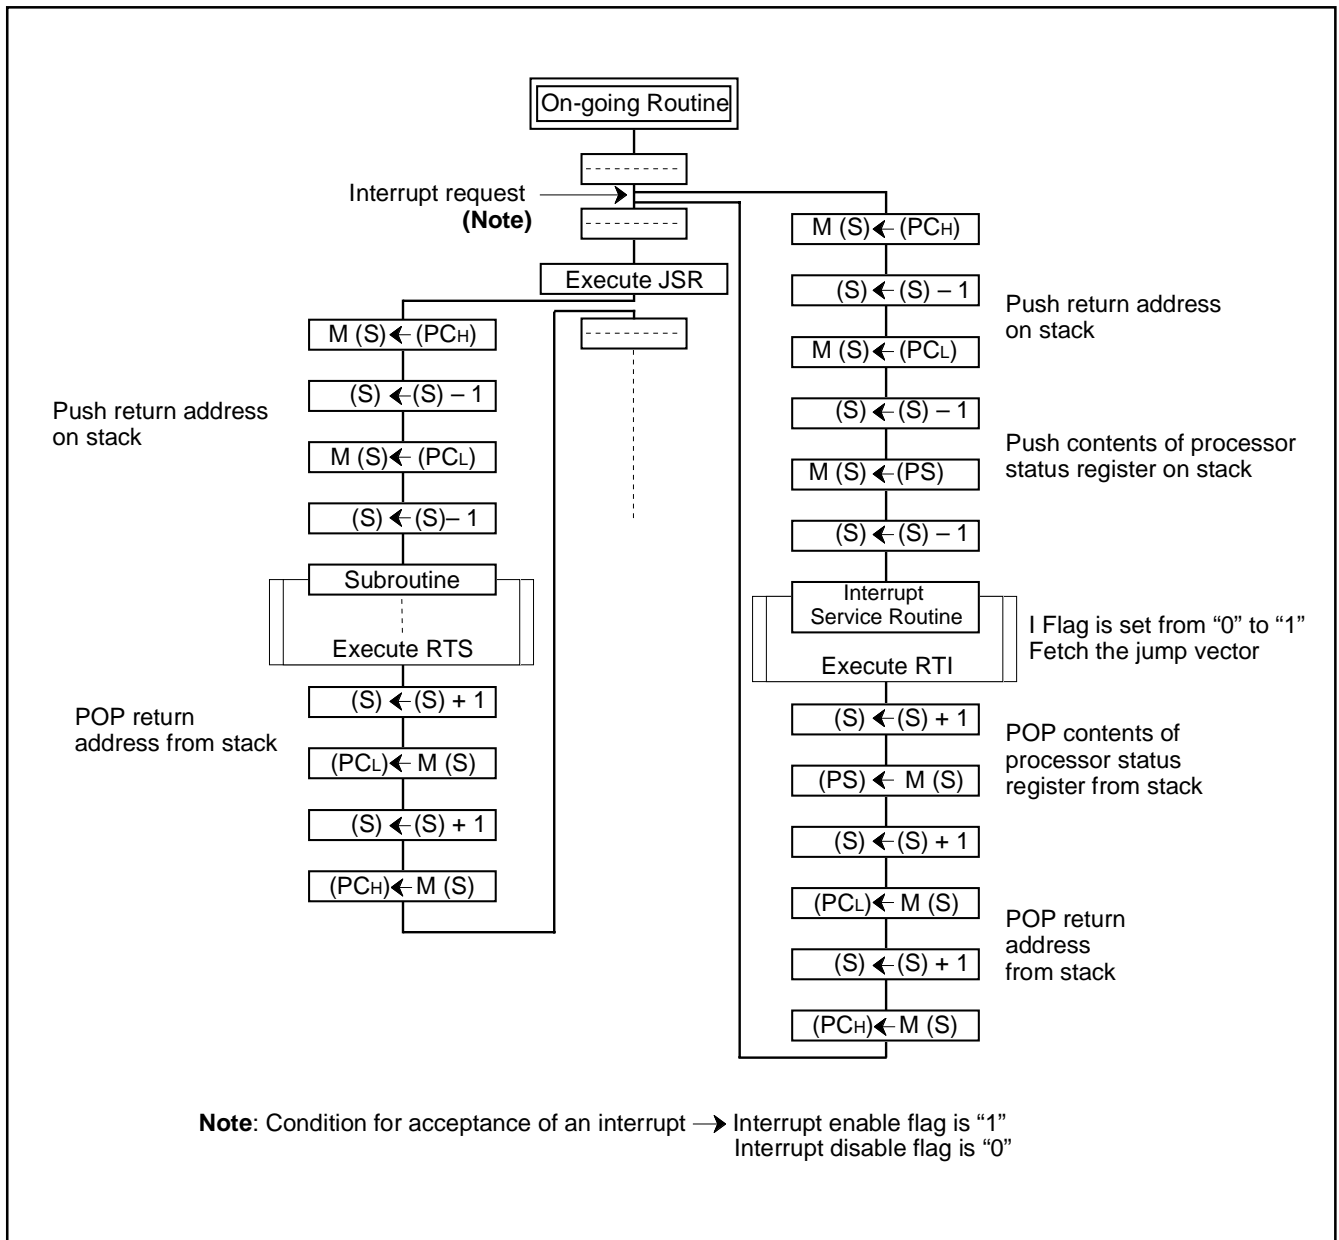 On-going Routine
Interrupt request
(Note)
Execute JSR
M (S) ← (PCH)
(S) ← (S) – 1
M (S) ← (PCL)
(S) ← (S)– 1
Push return address
on stack
Subroutine
Execute RTS
(S) ← (S) + 1
(PCL) ← M (S)
(S) ← (S) + 1
(PCH) ← M (S)
POP return
address from stack
M (S) ← (PCH)
(S) ← (S) – 1
M (S) ← (PCL)
(S) ← (S) – 1
M (S) ← (PS)
(S) ← (S) – 1
Push return address
on stack
Push contents of processor
status register on stack
Interrupt
Service Routine
Execute RTI
I Flag is set from “0” to “1”
Fetch the jump vector
(S) ← (S) + 1
(PS) ← M (S)
(S) ← (S) + 1
(PCL) ← M (S)
(S) ← (S) + 1
(PCH) ← M (S)
POP contents of
processor status
register from stack
POP return
address
from stack
Note: Condition for acceptance of an interrupt → Interrupt enable flag is “1”
Interrupt disable flag is “0”